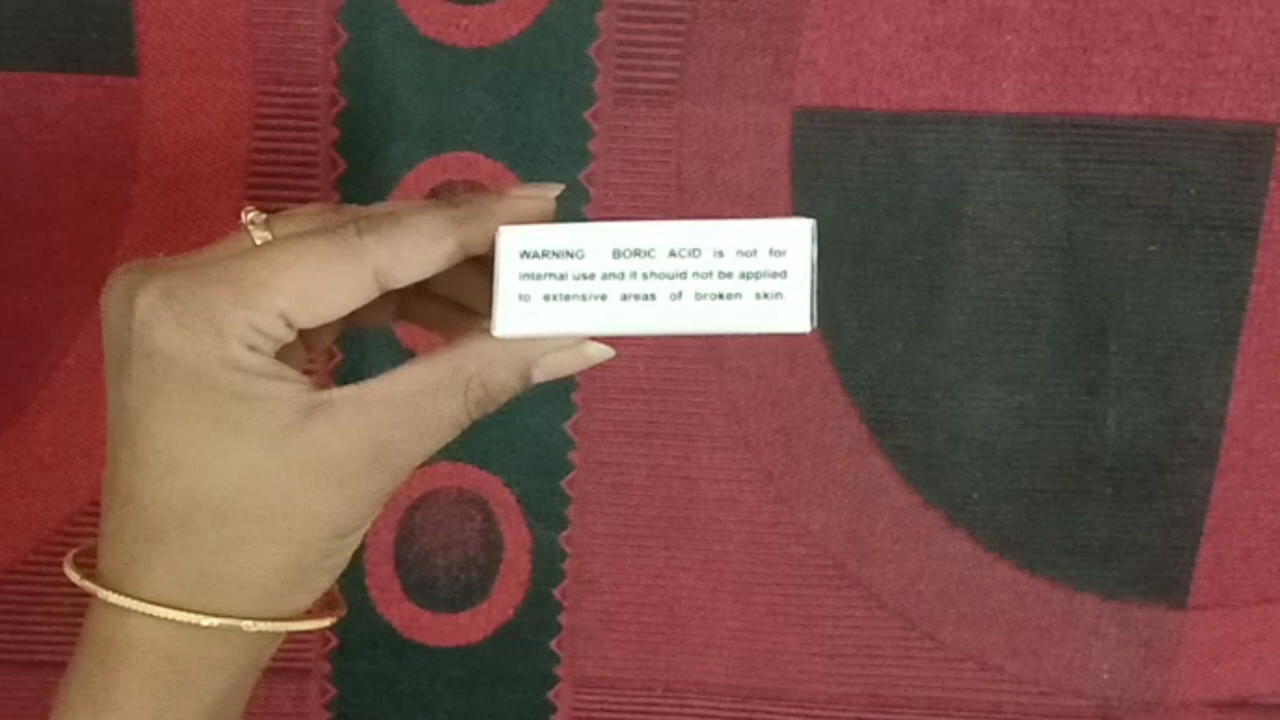 WARNING BORIC ACID is not for
internal use and it should not be applied
to extensive areas of broken skin.